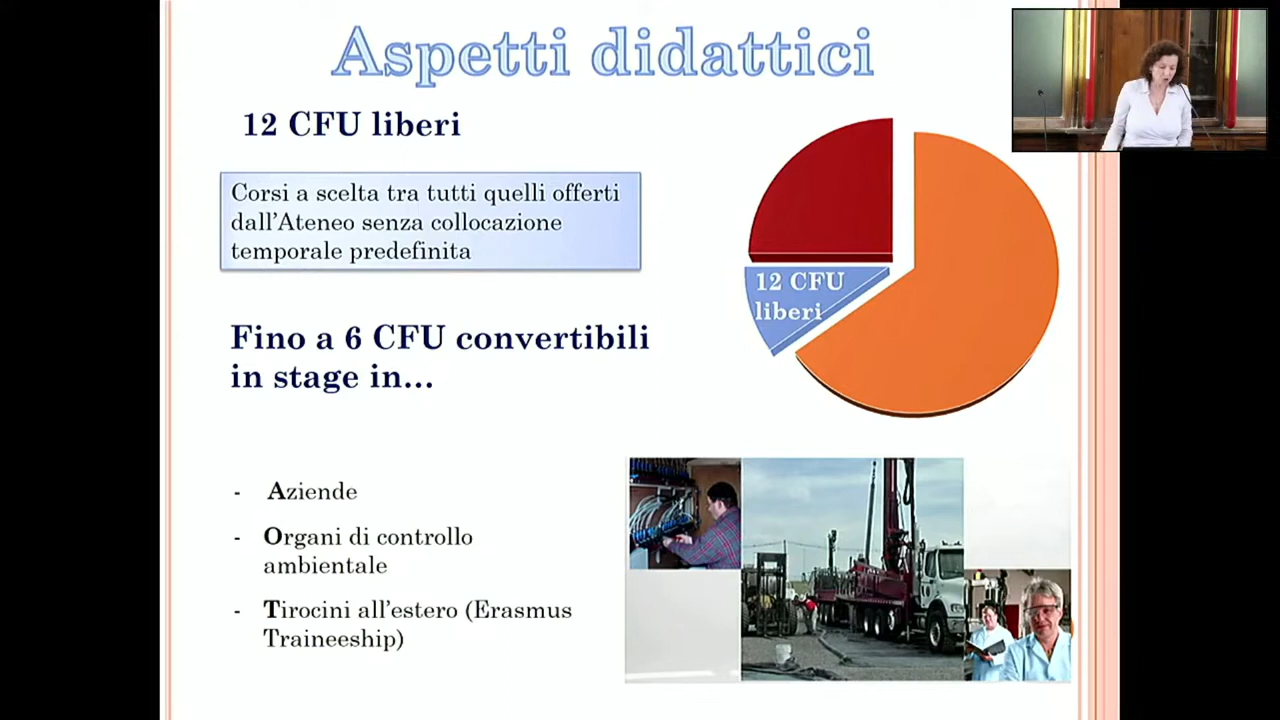 Aspetti didattici
12 CFU liberi
Corsi a scelta tra tutti quelli offerti
dall'Ateneo senza collocazione
temporale predefinita
12 CFU
liberi
Fino a 6 CFU convertibili
in stage in...
- Aziende
- Organi di controllo
ambientale
- Tirocini all'estero (Erasmus
Traineeship)